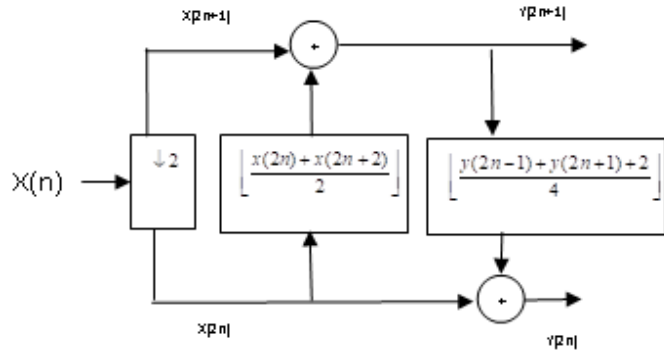 X[2n+1]
Y[2n+1]
+
↓2
X(n)
⌊ x(2n) + x(2n + 2) / 2 ⌋
⌊ y(2n − 1) + y(2n + 1) + 2 / 4 ⌋
+
X[2n]
Y[2n]